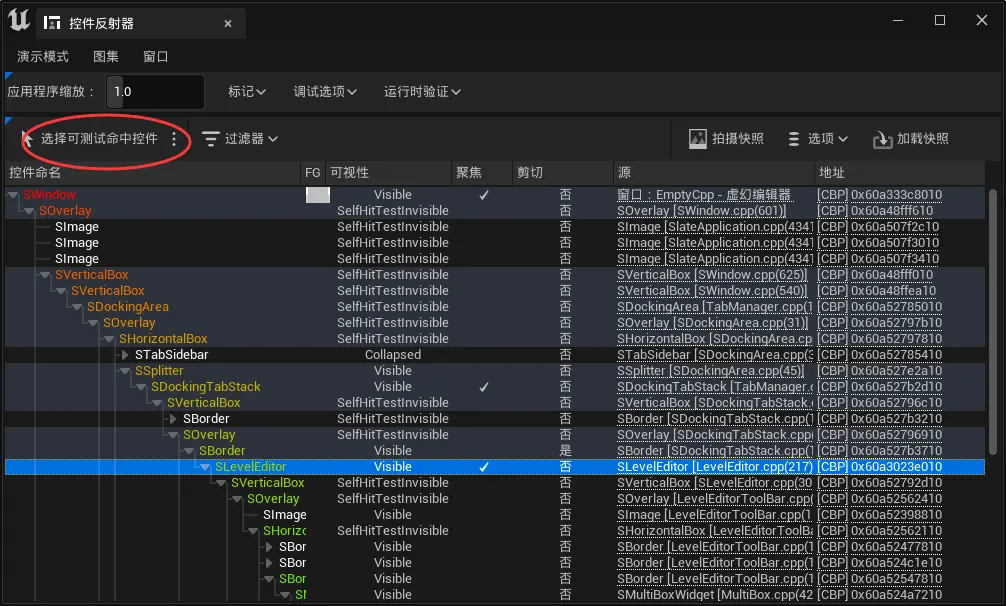 控件反射器
演示模式 图集 窗口
应用程序缩放： 1.0 标记 调试选项 运行时验证
选择可测试命中控件 过滤器 拍摄快照 选项 加载快照
控件命名 FG 可视性 聚焦 剪切 源 地址
SWindow Visible 否 窗口：EmptyCpp - 虚幻编辑器 [CBP] 0x60a333c8010
SOverlay SelfHitTestInvisible 否 SOverlay [SWindow.cpp(601)] [CBP] 0x60a48fff610
SImage SelfHitTestInvisible 否 SImage [SlateApplication.cpp(4341 [CBP] 0x60a507f2c10
SImage SelfHitTestInvisible 否 SImage [SlateApplication.cpp(4341 [CBP] 0x60a507f3010
SImage SelfHitTestInvisible 否 SImage [SlateApplication.cpp(4341 [CBP] 0x60a507f3410
SVerticalBox SelfHitTestInvisible 否 SVerticalBox [SWindow.cpp(625)] [CBP] 0x60a48fff010
SVerticalBox SelfHitTestInvisible 否 SVerticalBox [SWindow.cpp(540)] [CBP] 0x60a48ffea10
SDockingArea SelfHitTestInvisible 否 SDockingArea [TabManager.cpp(1 [CBP] 0x60a52785010
SOverlay SelfHitTestInvisible 否 SOverlay [SDockingArea.cpp(31)] [CBP] 0x60a52797b10
SHorizontalBox SelfHitTestInvisible 否 SHorizontalBox [SDockingArea.cp [CBP] 0x60a52797810
STabSidebar Collapsed 否 STabSidebar [SDockingArea.cpp(3 [CBP] 0x60a52785410
SSplitter Visible 否 SSplitter [SDockingArea.cpp(45)] [CBP] 0x60a527e2a10
SDockingTabStack Visible 否 SDockingTabStack [TabManager.c [CBP] 0x60a527b2d10
SVerticalBox SelfHitTestInvisible 否 SVerticalBox [SDockingTabStack.c [CBP] 0x60a52796c10
SBorder SelfHitTestInvisible 否 SBorder [SDockingTabStack.cpp(1 [CBP] 0x60a527b3210
SOverlay SelfHitTestInvisible 否 SOverlay [SDockingTabStack.cpp( [CBP] 0x60a52796910
SBorder Visible 是 SBorder [SDockingTabStack.cpp(1 [CBP] 0x60a527b3710
SLevelEditor Visible 否 SLevelEditor [LevelEditor.cpp(217) [CBP] 0x60a3023e010
SVerticalBox SelfHitTestInvisible 否 SVerticalBox [SLevelEditor.cpp(30 [CBP] 0x60a52792d10
SOverlay SelfHitTestInvisible 否 SOverlay [LevelEditorToolBar.cpp( [CBP] 0x60a52562410
SImage Visible 否 SImage [LevelEditorToolBar.cpp(1 [CBP] 0x60a52398810
SHorizo SelfHitTestInvisible 否 SHorizontalBox [LevelEditorToolBa [CBP] 0x60a52562110
SBor Visible 否 SBorder [LevelEditorToolBar.cpp(1 [CBP] 0x60a52477810
SBor Visible 否 SBorder [LevelEditorToolBar.cpp(1 [CBP] 0x60a524c1e10
SBor Visible 否 SBorder [LevelEditorToolBar.cpp(1 [CBP] 0x60a52547810
Visible 否 SMultiBoxWidget [MultiBox.cpp(42 [CBP] 0x60a524a7210